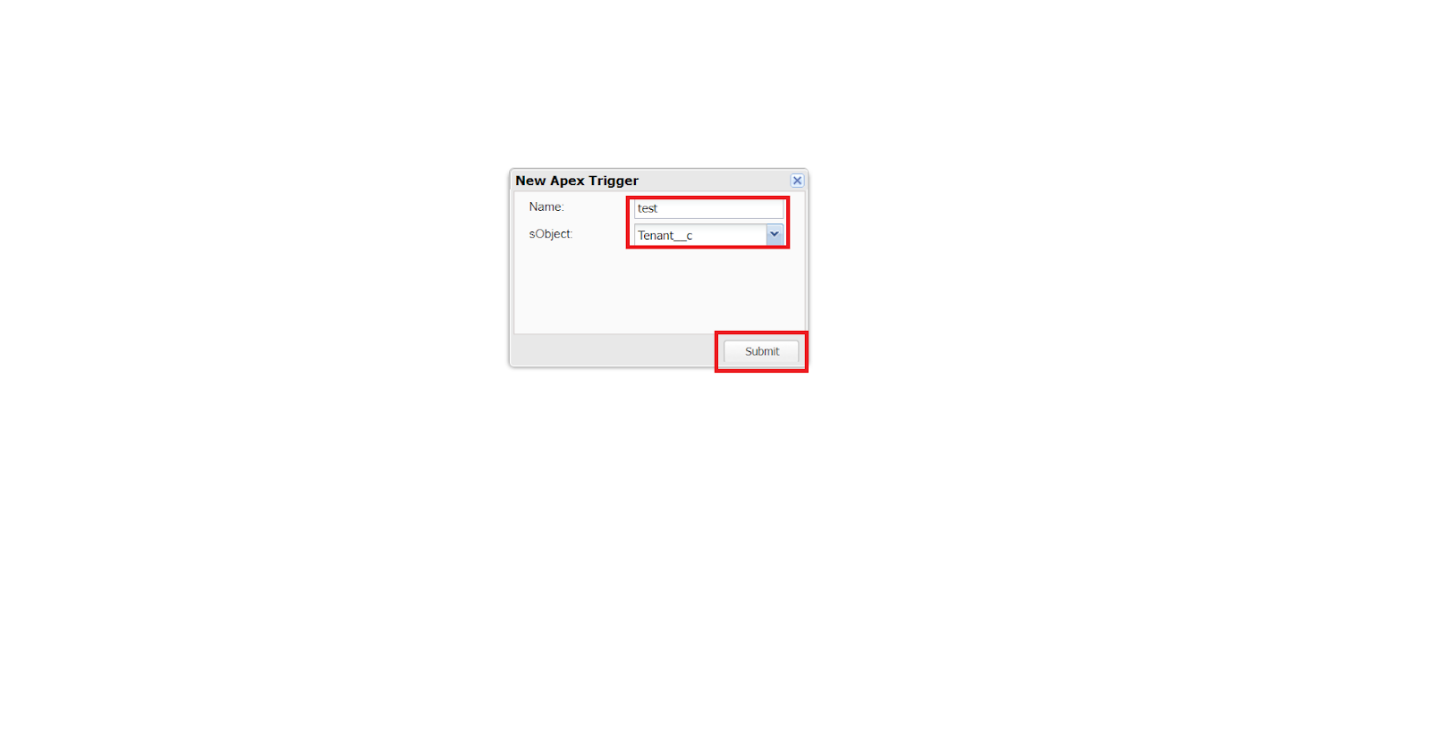 New Apex Trigger
Name: test
sObject: Tenant__c
Submit